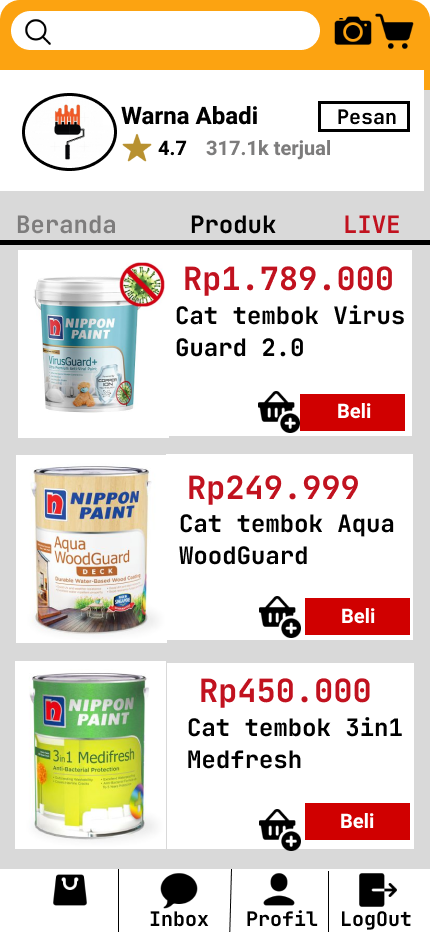 Warna Abadi
Pesan
4.7 317.1k terjual
Beranda Produk LIVE
Rp1.789.000
Cat tembok Virus
Guard 2.0
Beli
NIPPON
PAINT
VirusGuard+
Rp249.999
Cat tembok Aqua
WoodGuard
Beli
n NIPPON
PAINT
Aqua
WoodGuard
DECK
Durable Water-Based Wood Coating
Rp450.000
Cat tembok 3in1
Medfresh
Beli
n NIPPON
PAINT
3in1 Medifresh
Anti-Bacterial Protection
Inbox Profil LogOut